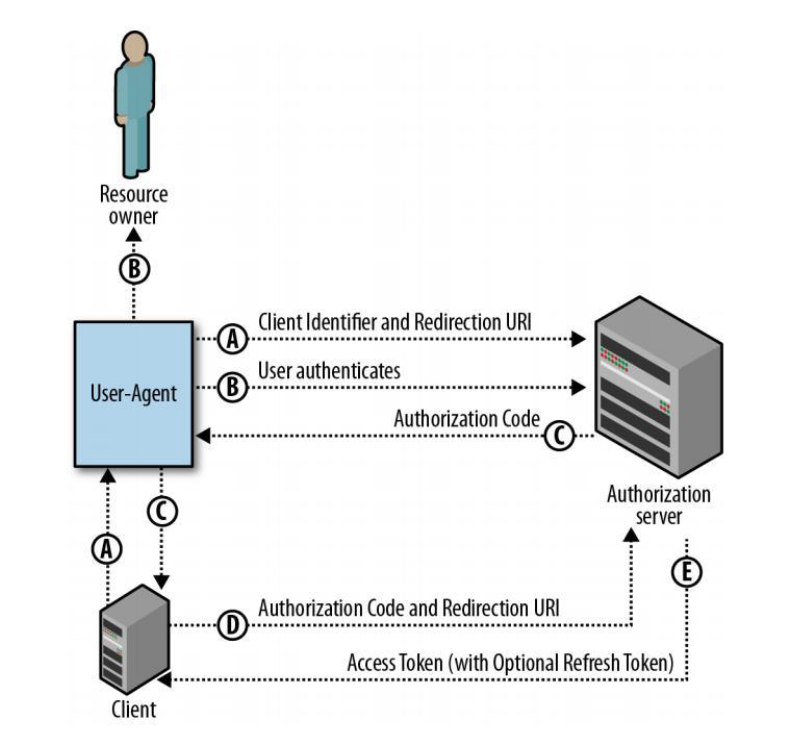 Resource
owner
B
Client Identifier and Redirection URI
A
User-Agent
User authenticates
B
Authorization Code
C
Authorization
server
C
A
E
Authorization Code and Redirection URI
D
Access Token (with Optional Refresh Token)
Client